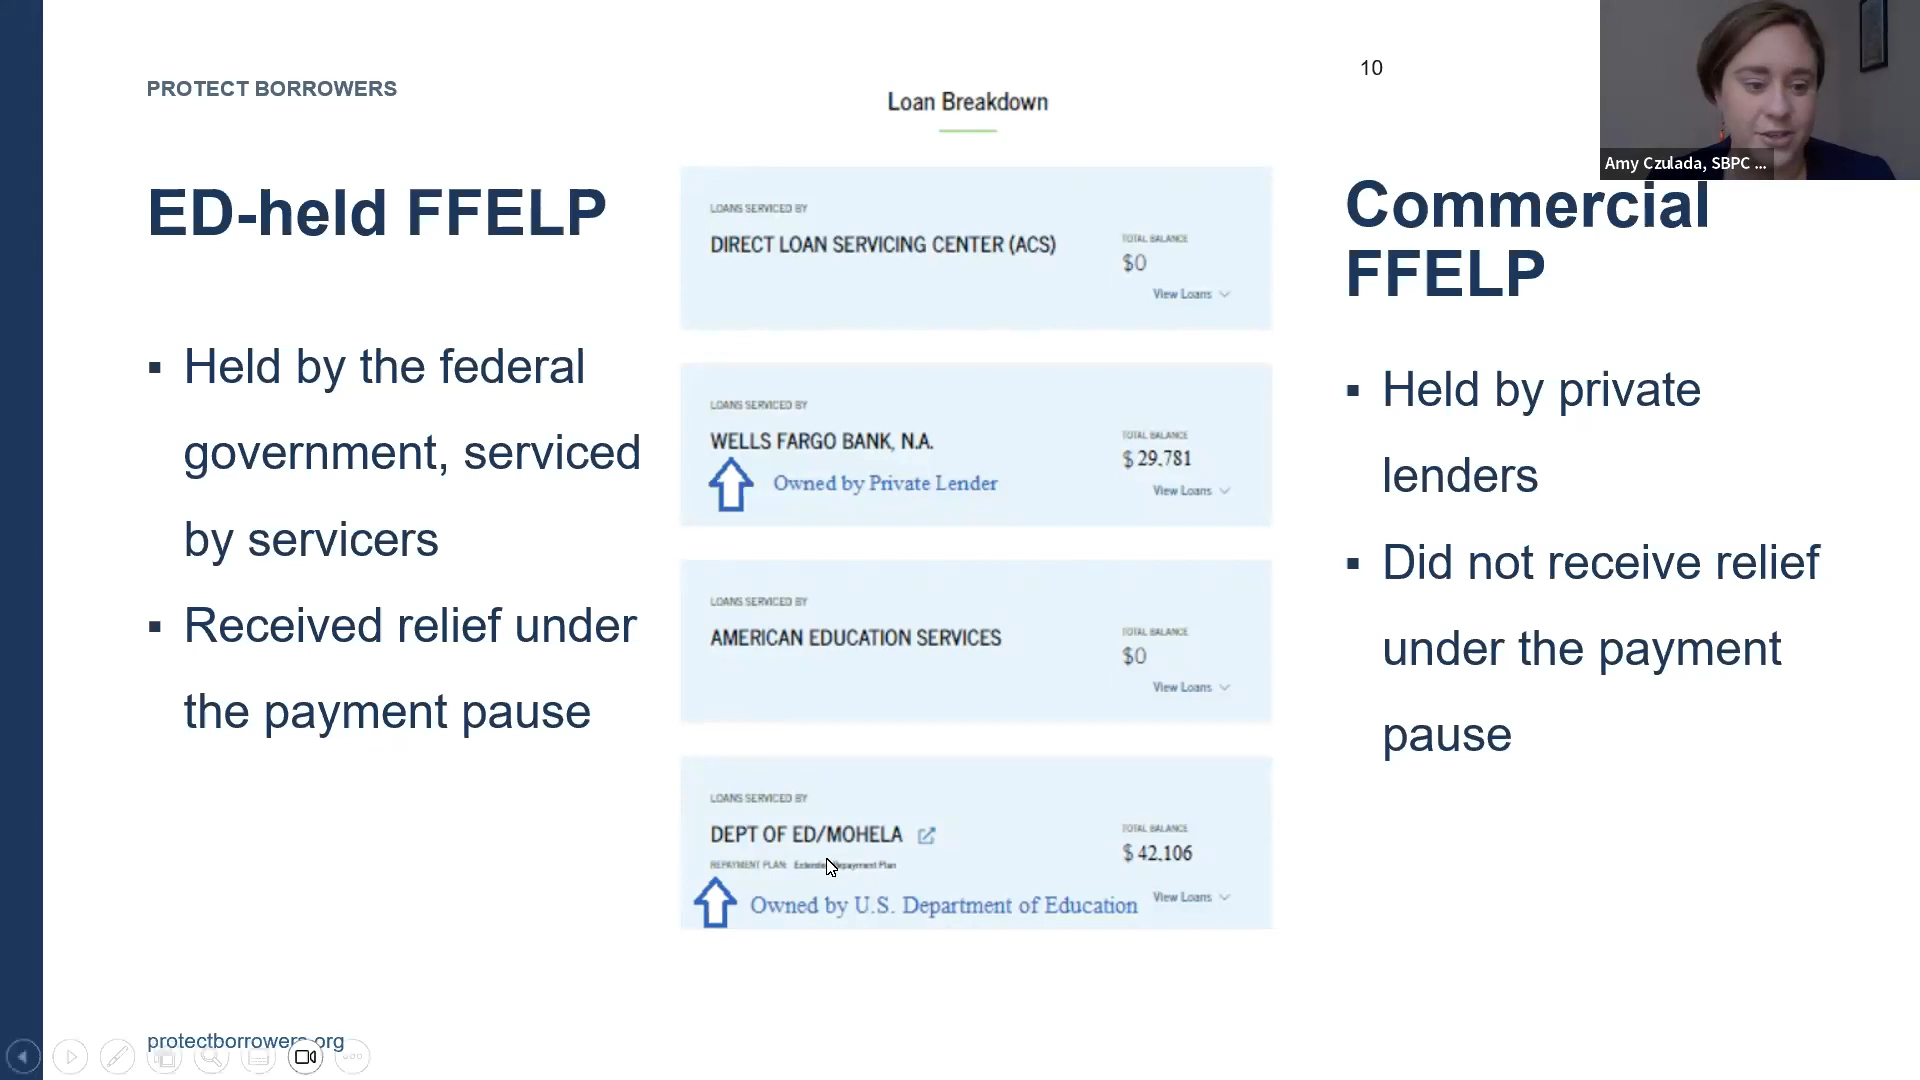 PROTECT BORROWERS
10
Amy Czulada, SBPC ...
ED-held FFELP
▪ Held by the federal
government, serviced
by servicers
▪ Received relief under
the payment pause
Loan Breakdown
LOANS SERVICED BY
DIRECT LOAN SERVICING CENTER (ACS)
TOTAL BALANCE
$0
View Loans
LOANS SERVICED BY
WELLS FARGO BANK, N.A.
TOTAL BALANCE
$ 29,781
Owned by Private Lender
View Loans
LOANS SERVICED BY
AMERICAN EDUCATION SERVICES
TOTAL BALANCE
$0
View Loans
LOANS SERVICED BY
DEPT OF ED/MOHELA
TOTAL BALANCE
$ 42,106
REPAYMENT PLAN: Extended Repayment Plan
Owned by U.S. Department of Education
View Loans
Commercial
FFELP
▪ Held by private
lenders
▪ Did not receive relief
under the payment
pause
protectborrowers.org